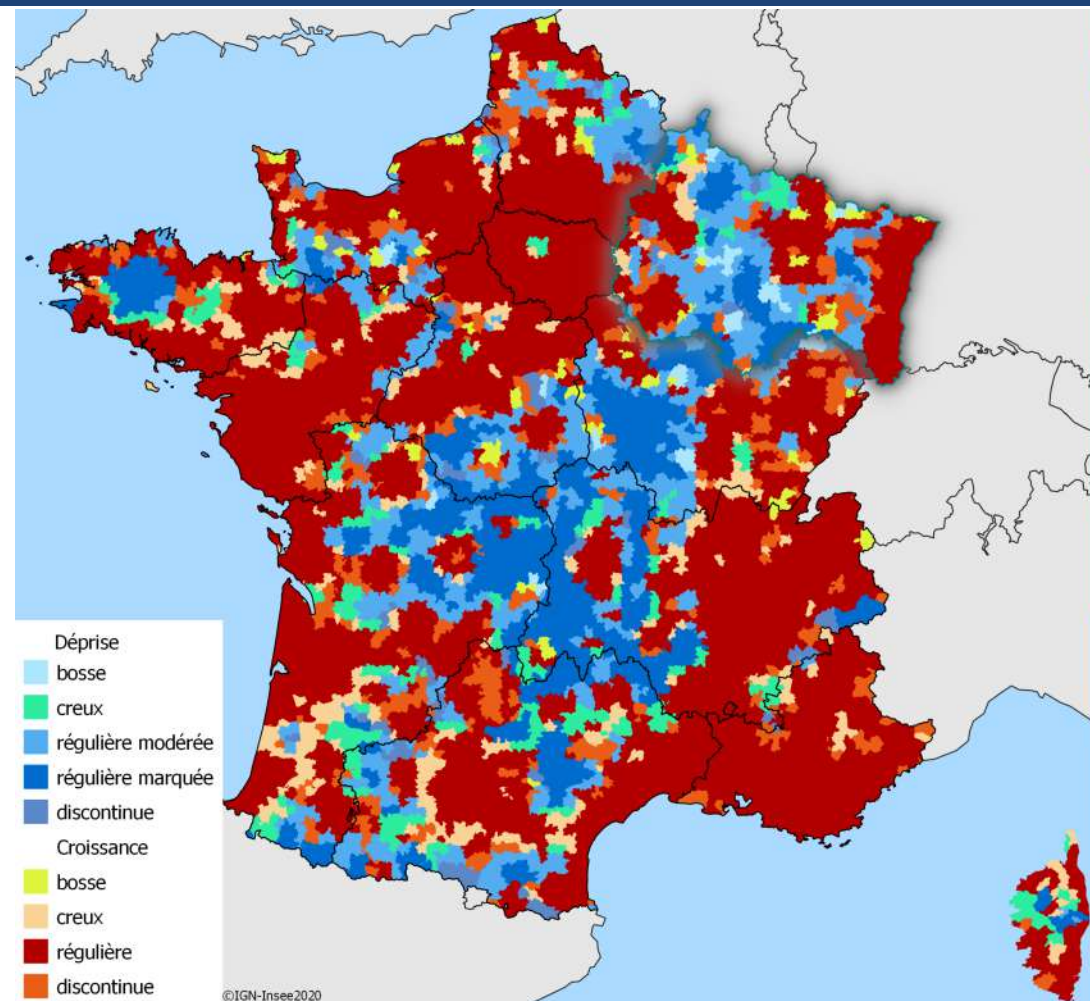 Déprise
bosse
creux
régulière modérée
régulière marquée
discontinue
Croissance
bosse
creux
régulière
discontinue
©IGN-Insee2020